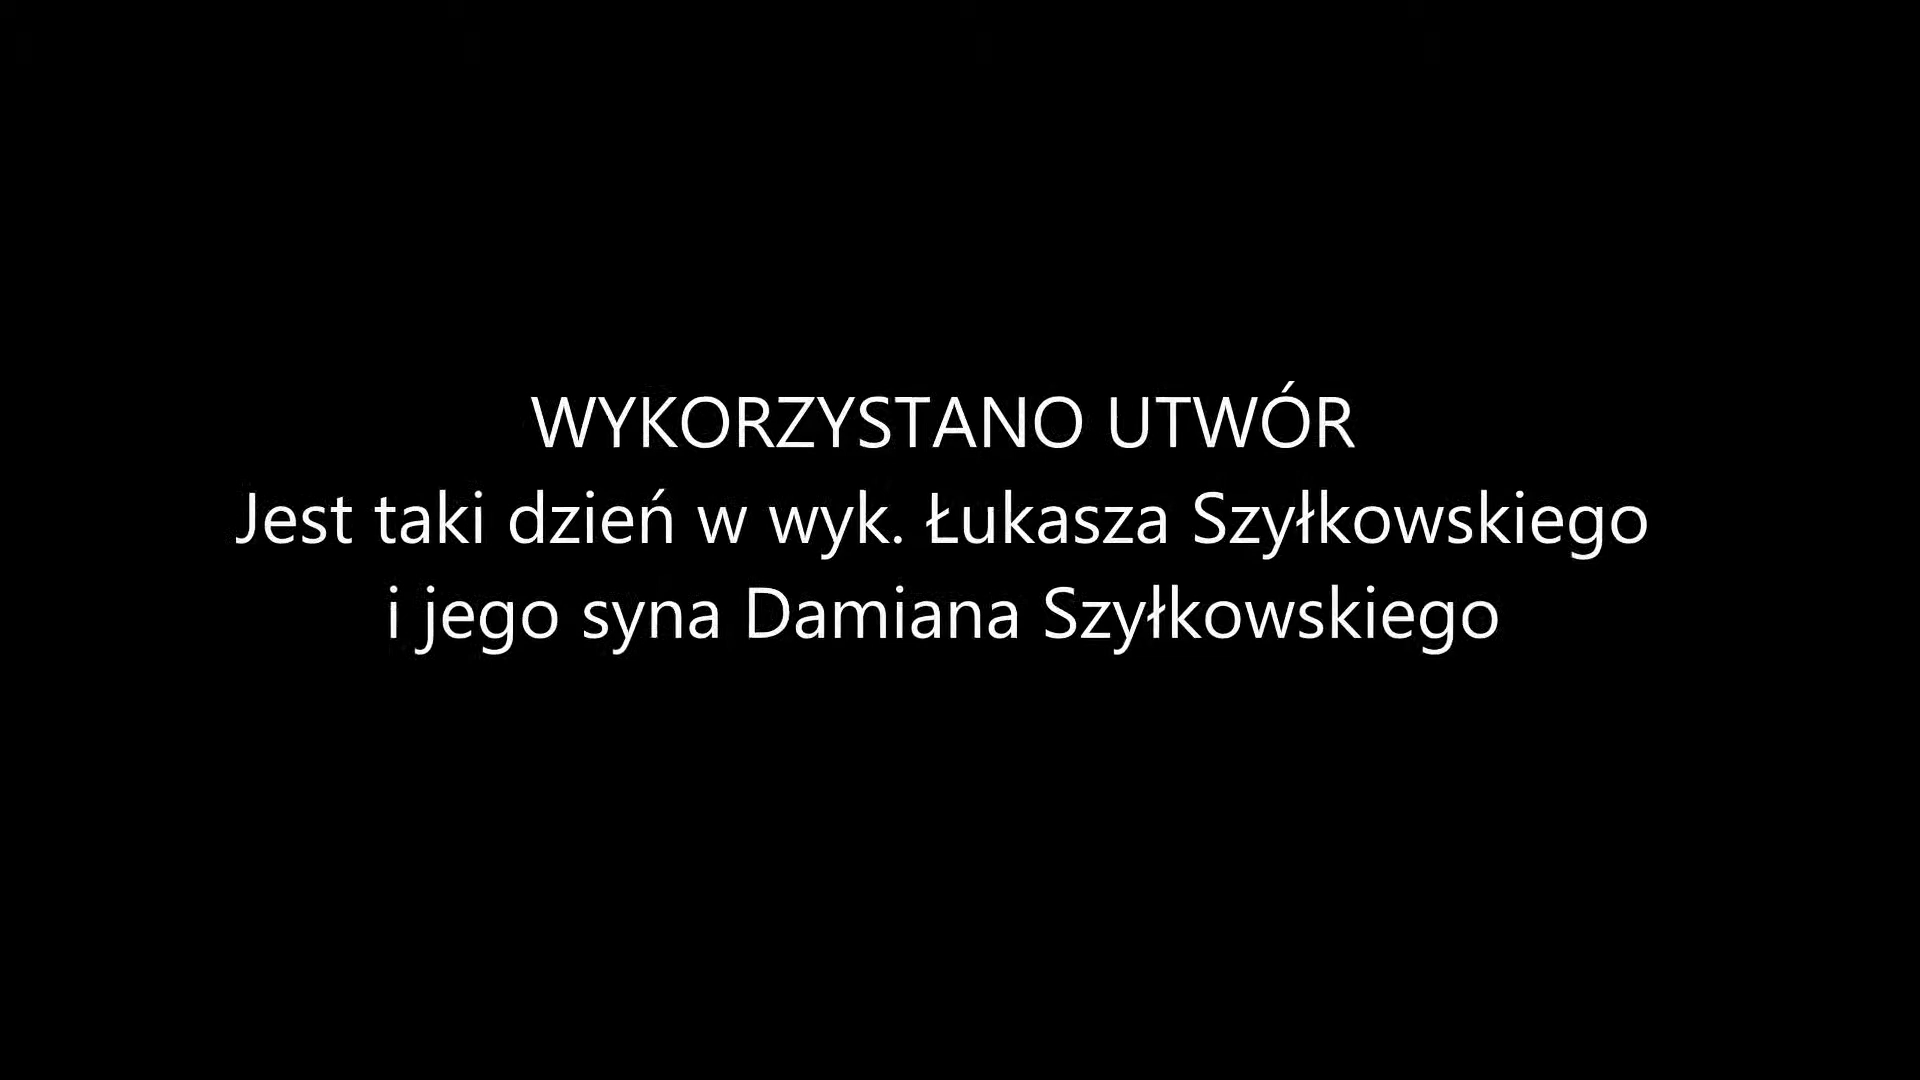 WYKORZYSTANO UTWÓR
Jest taki dzień w wyk. Łukasza Szyłkowskiego
i jego syna Damiana Szyłkowskiego